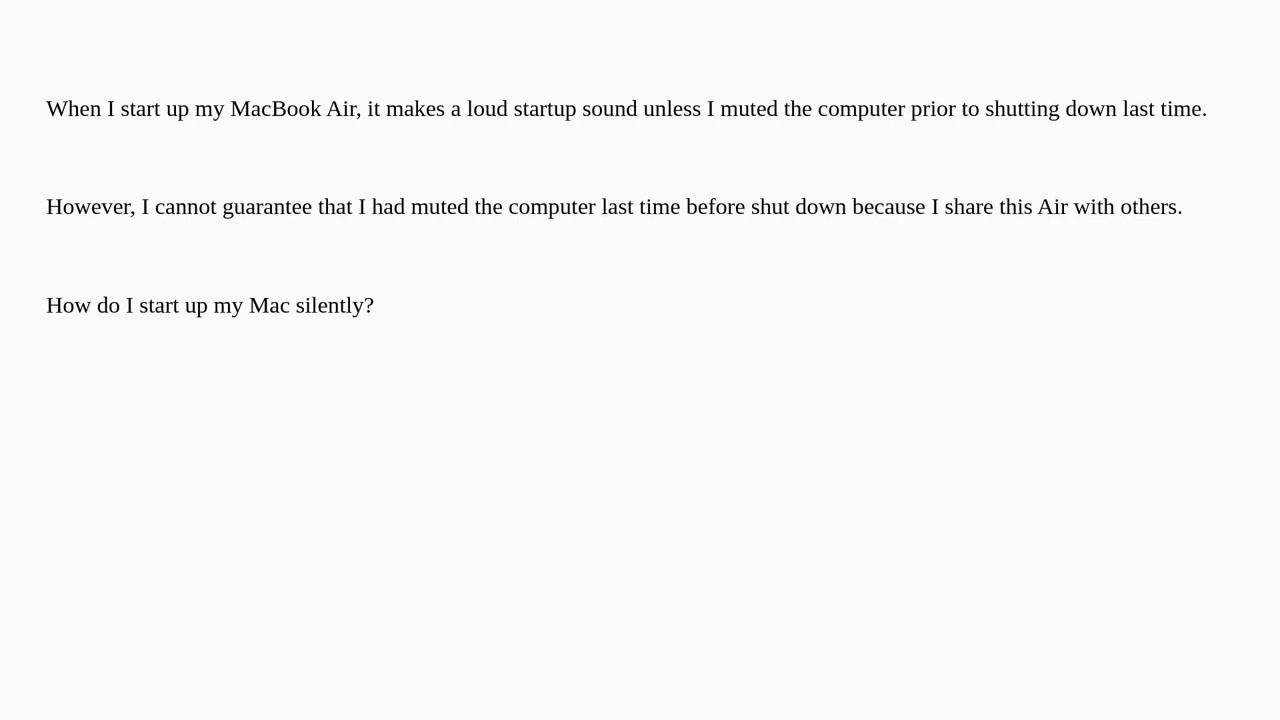 When I start up my MacBook Air, it makes a loud startup sound unless I muted the computer prior to shutting down last time.
However, I cannot guarantee that I had muted the computer last time before shut down because I share this Air with others.
How do I start up my Mac silently?